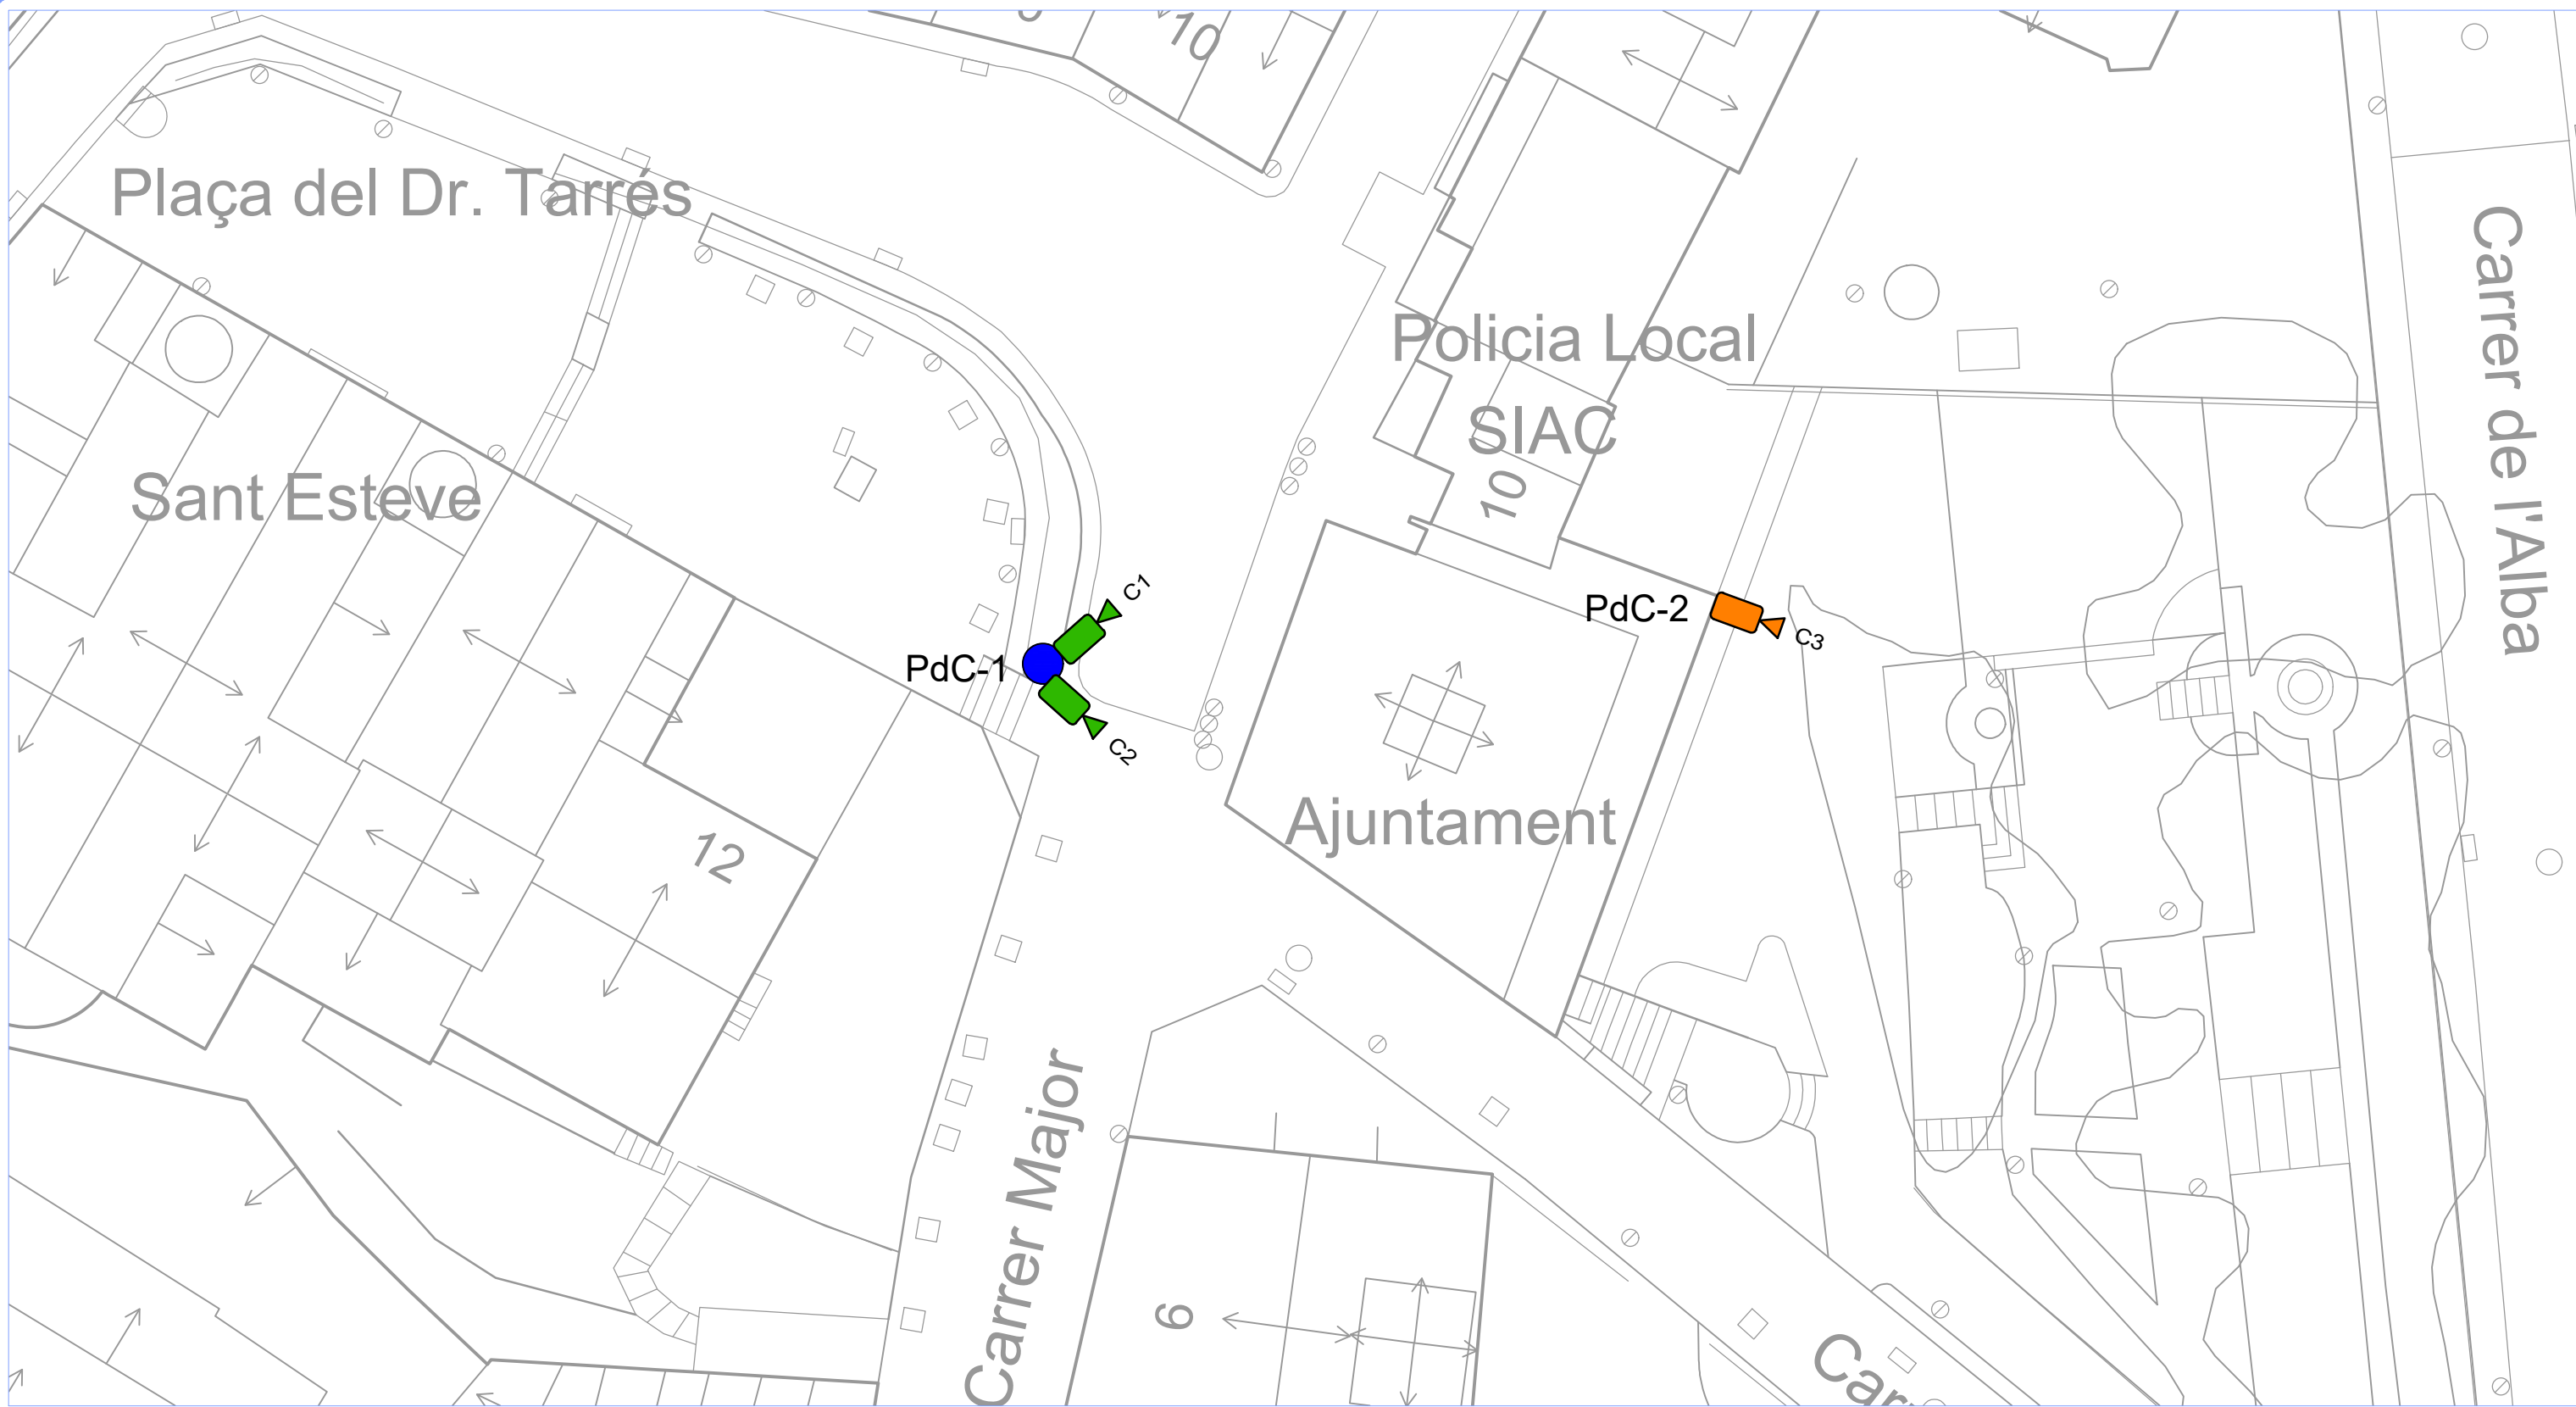 10
Plaça del Dr. Tarrés
Carrer de l'Alba
Policia Local
SIAC
10
Sant Esteve
C1
PdC-2
C3
PdC-1
C2
Ajuntament
12
Carrer Major
6